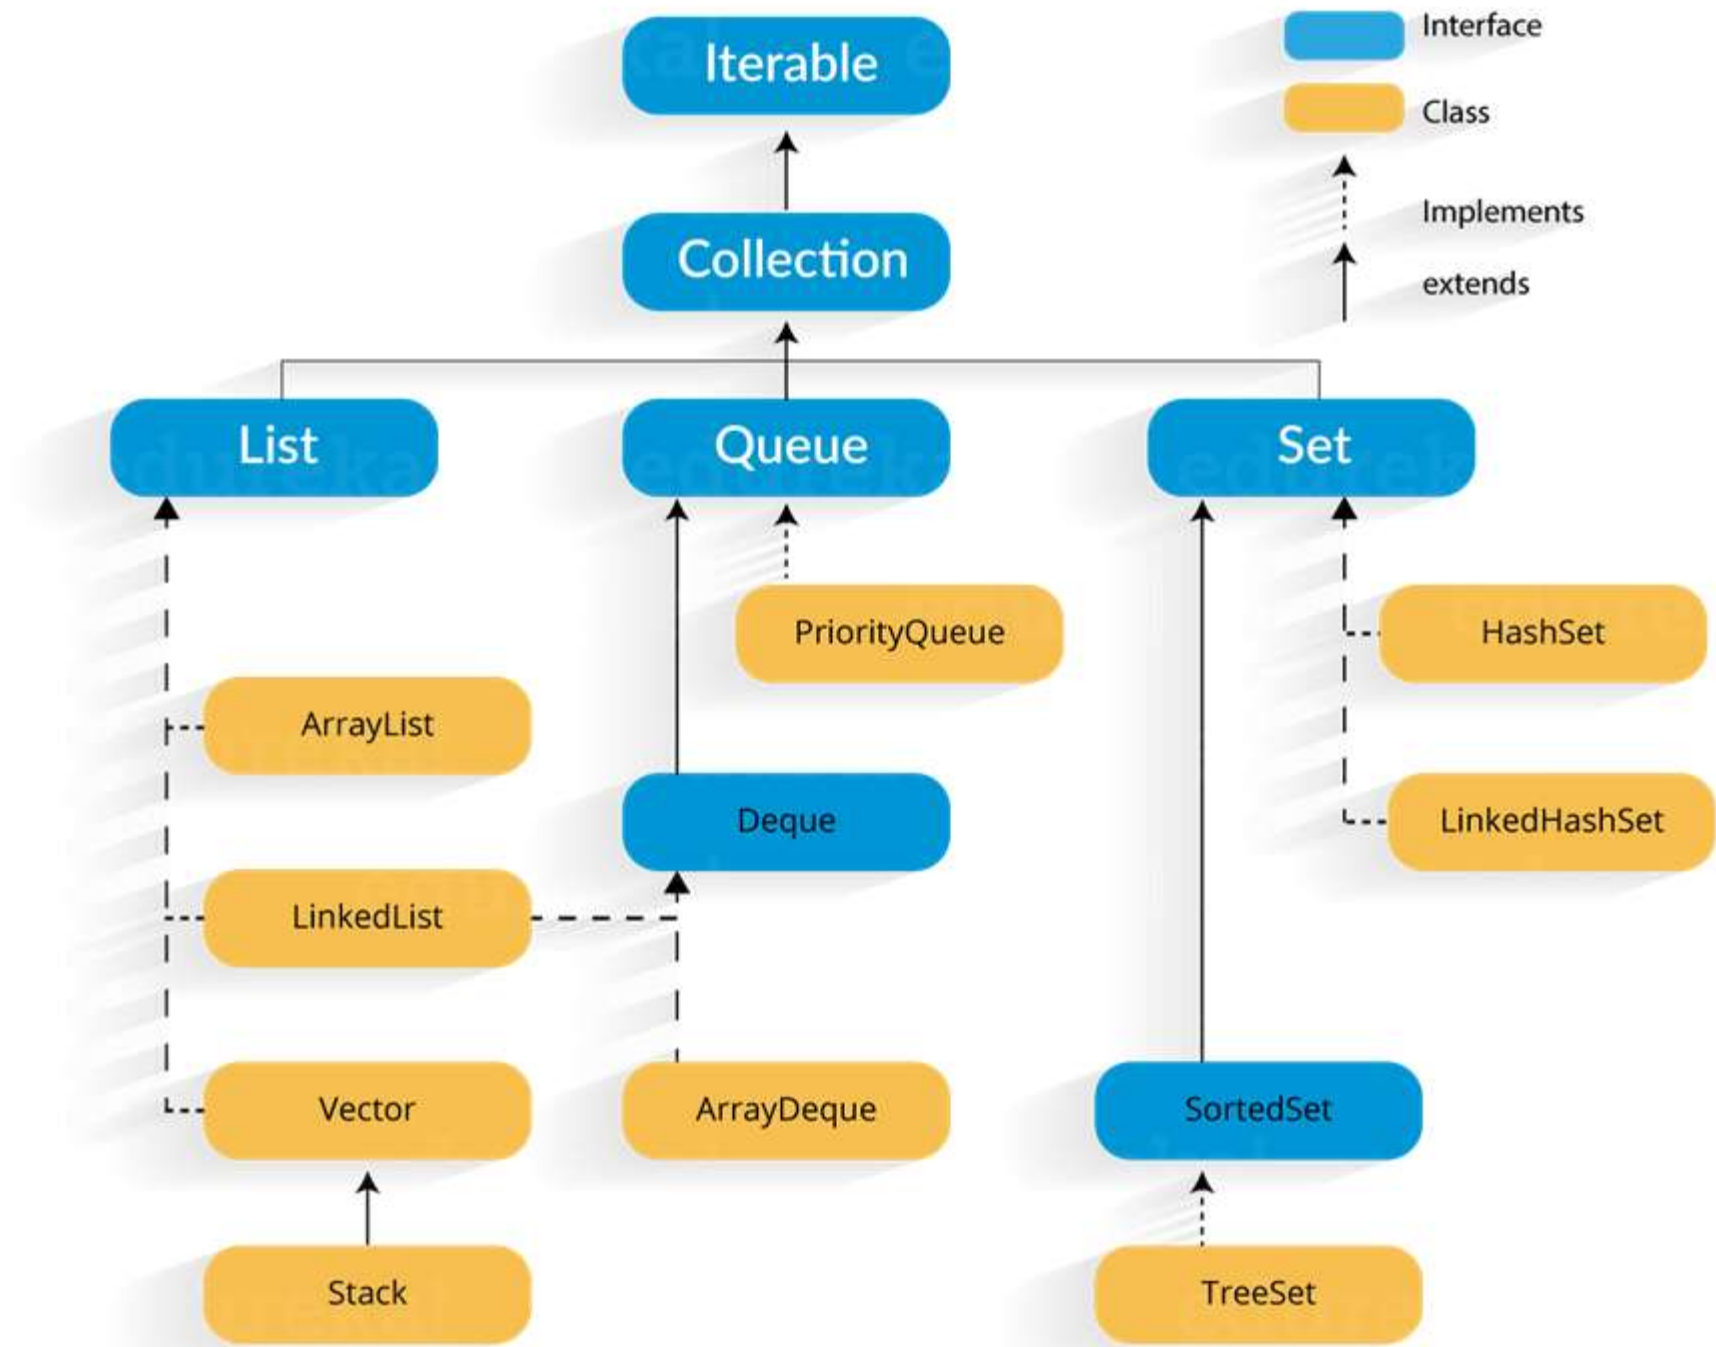 Iterable
Interface
Class
Implements
extends
Collection
List
Queue
Set
PriorityQueue
HashSet
ArrayList
Deque
LinkedHashSet
LinkedList
Vector
ArrayDeque
SortedSet
Stack
TreeSet